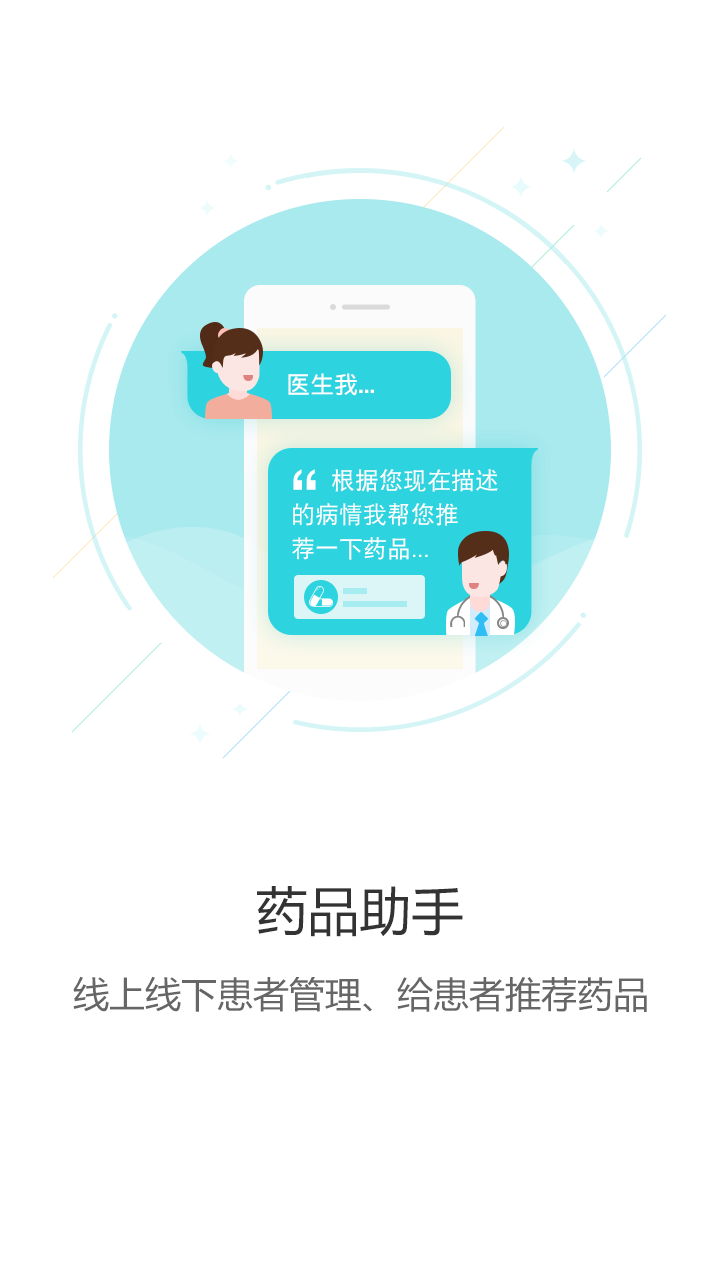 医生我...
“ 根据您现在描述
的病情我帮您推
荐一下药品...
药品助手
线上线下患者管理、给患者推荐药品